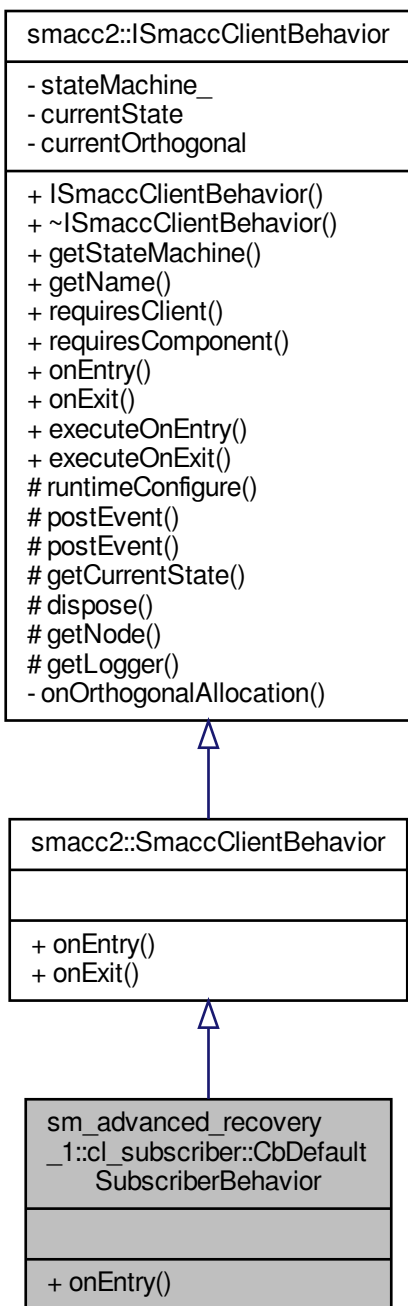 smacc2::ISmaccClientBehavior
- stateMachine_
- currentState
- currentOrthogonal
+ ISmaccClientBehavior()
+ ~ISmaccClientBehavior()
+ getStateMachine()
+ getName()
+ requiresClient()
+ requiresComponent()
+ onEntry()
+ onExit()
+ executeOnEntry()
+ executeOnExit()
# runtimeConfigure()
# postEvent()
# postEvent()
# getCurrentState()
# dispose()
# getNode()
# getLogger()
- onOrthogonalAllocation()
smacc2::SmaccClientBehavior
+ onEntry()
+ onExit()
sm_advanced_recovery
_1::cl_subscriber::CbDefault
SubscriberBehavior
+ onEntry()